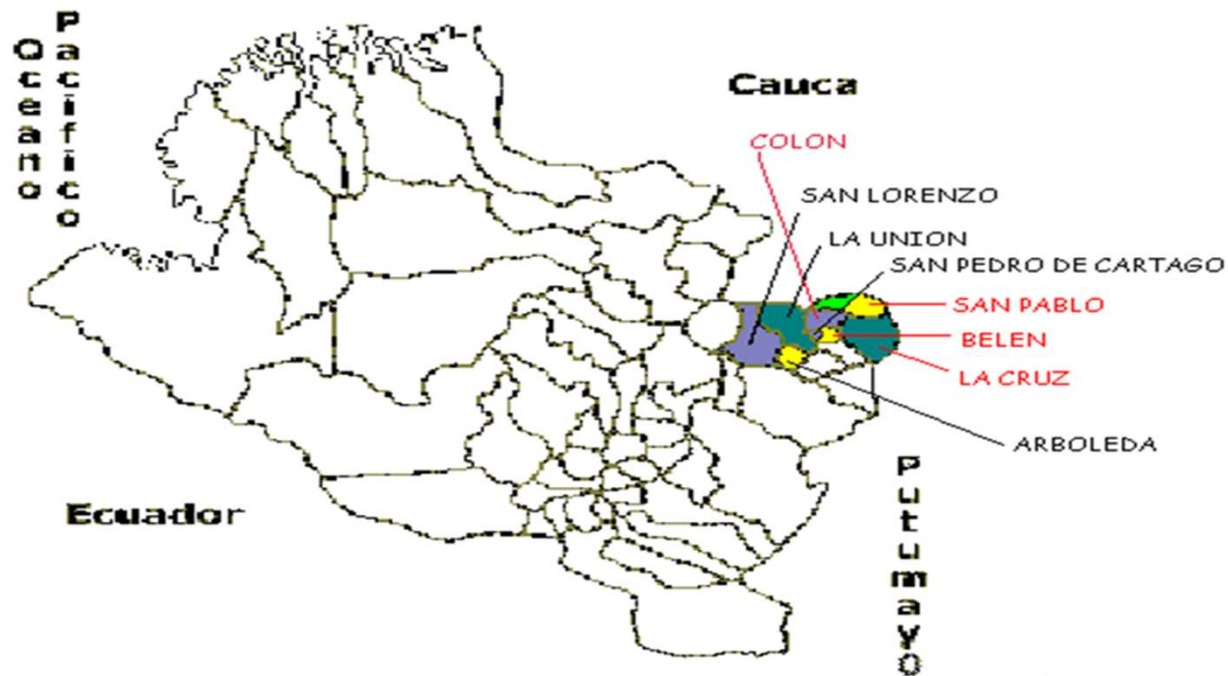 Oceano
Pacifico
Cauca
COLON
SAN LORENZO
LA UNION
SAN PEDRO DE CARTAGO
SAN PABLO
BELEN
LA CRUZ
ARBOLEDA
Ecuador
Putumayo